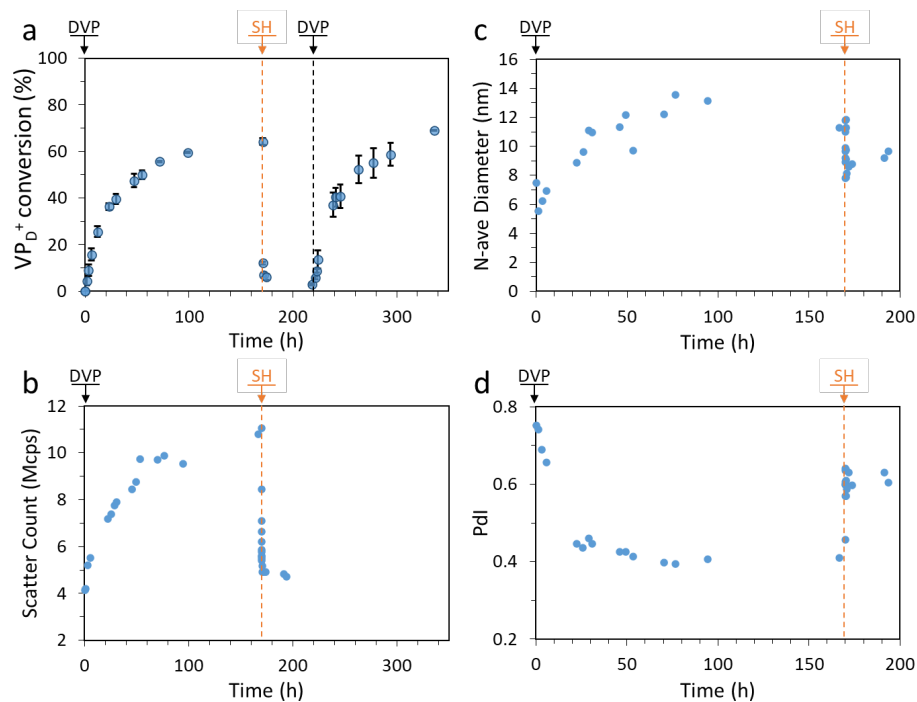 a
DVP
SH
DVP
VP_D^+ conversion (%)
100
80
60
40
20
0
0
100
200
300
Time (h)
c
DVP
SH
N-ave Diameter (nm)
16
14
12
10
8
6
4
2
0
0
50
100
150
200
Time (h)
b
DVP
SH
Scatter Count (Mcps)
12
10
8
6
4
2
0
100
200
300
Time (h)
d
DVP
SH
PdI
0.8
0.6
0.4
0.2
0
50
100
150
200
Time (h)